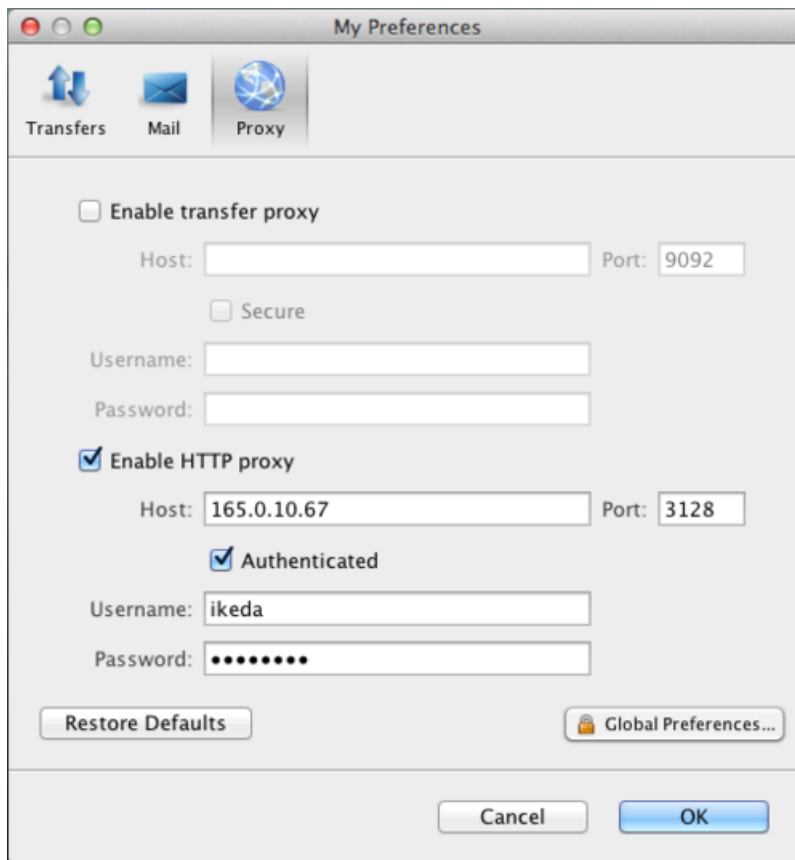 My Preferences
Transfers Mail Proxy
Enable transfer proxy
Host: Port: 9092
Secure
Username:
Password:
Enable HTTP proxy
Host: 165.0.10.67 Port: 3128
Authenticated
Username: ikeda
Password: ••••••••
Restore Defaults Global Preferences...
Cancel OK